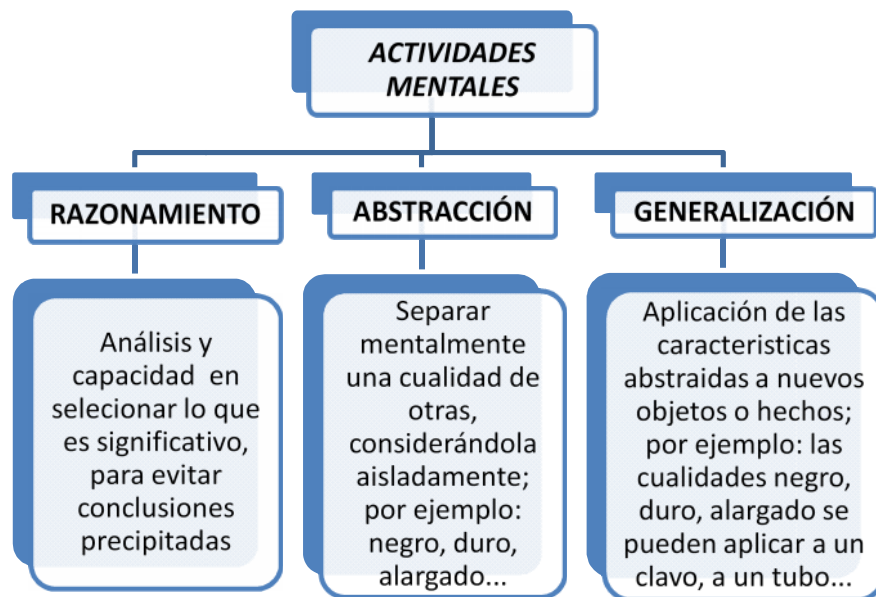 ACTIVIDADES
MENTALES
RAZONAMIENTO
Análisis y
capacidad en
selecionar lo que
es significativo,
para evitar
conclusiones
precipitadas
ABSTRACCIÓN
Separar
mentalmente
una cualidad de
otras,
considerándola
aisladamente;
por ejemplo:
negro, duro,
alargado...
GENERALIZACIÓN
Aplicación de las
caracteristicas
abstraidas a nuevos
objetos o hechos;
por ejemplo: las
cualidades negro,
duro, alargado se
pueden aplicar a un
clavo, a un tubo...